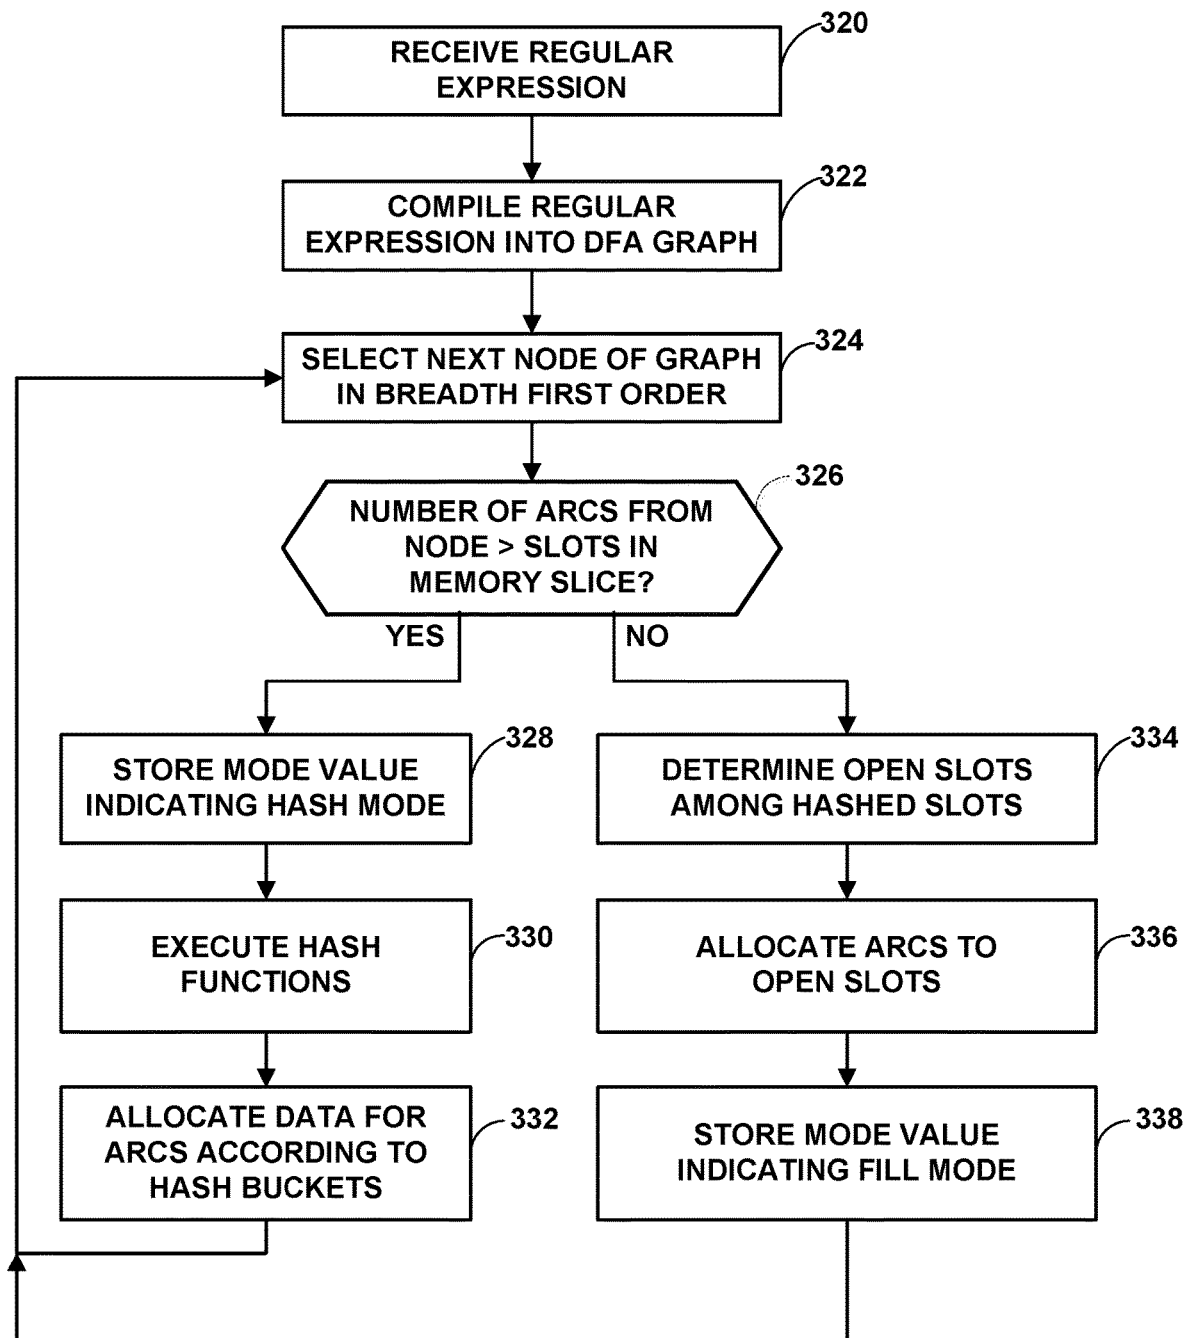 320
RECEIVE REGULAR
EXPRESSION
322
COMPILE REGULAR
EXPRESSION INTO DFA GRAPH
324
SELECT NEXT NODE OF GRAPH
IN BREADTH FIRST ORDER
326
NUMBER OF ARCS FROM
NODE > SLOTS IN
MEMORY SLICE?
YES
NO
328
STORE MODE VALUE
INDICATING HASH MODE
330
EXECUTE HASH
FUNCTIONS
332
ALLOCATE DATA FOR
ARCS ACCORDING TO
HASH BUCKETS
334
DETERMINE OPEN SLOTS
AMONG HASHED SLOTS
336
ALLOCATE ARCS TO
OPEN SLOTS
338
STORE MODE VALUE
INDICATING FILL MODE